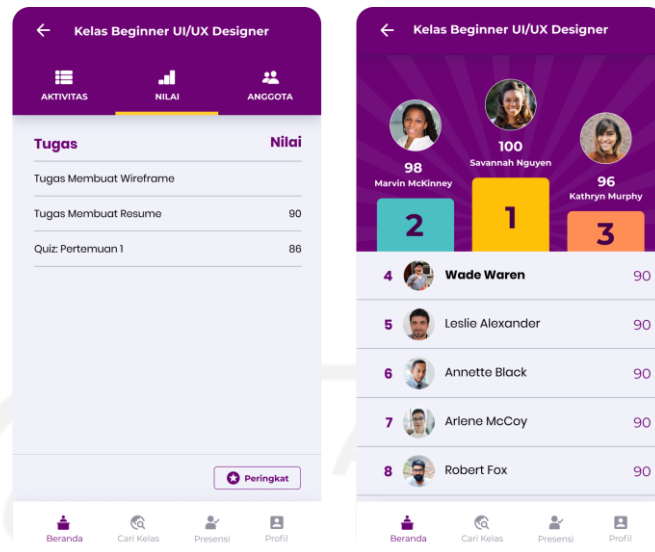 Kelas Beginner UI/UX Designer
AKTIVITAS NILAI ANGGOTA
Tugas Nilai
Tugas Membuat Wireframe
Tugas Membuat Resume 90
Quiz: Pertemuan 1 86
Peringkat
Beranda Cari Kelas Presensi Profil
Kelas Beginner UI/UX Designer
100
Savannah Nguyen
98
Marvin McKinney
96
Kathryn Murphy
2 1 3
4 Wade Waren 90
5 Leslie Alexander 90
6 Annette Black 90
7 Arlene McCoy 90
8 Robert Fox 90
Beranda Cari Kelas Presensi Profil